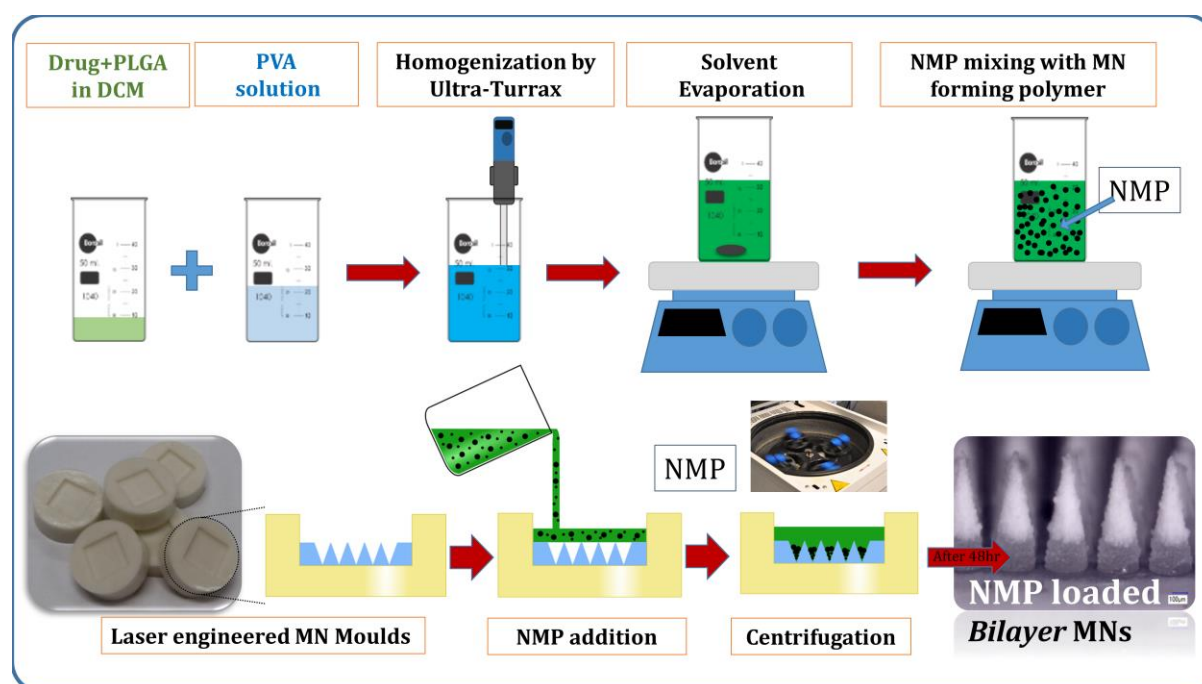 Drug+PLGA
in DCM
PVA
solution
Homogenization by
Ultra-Turrax
Solvent
Evaporation
NMP mixing with MN
forming polymer
NMP
NMP
After 48hr
NMP loaded
100µm
Bilayer MNs
Laser engineered MN Moulds
NMP addition
Centrifugation